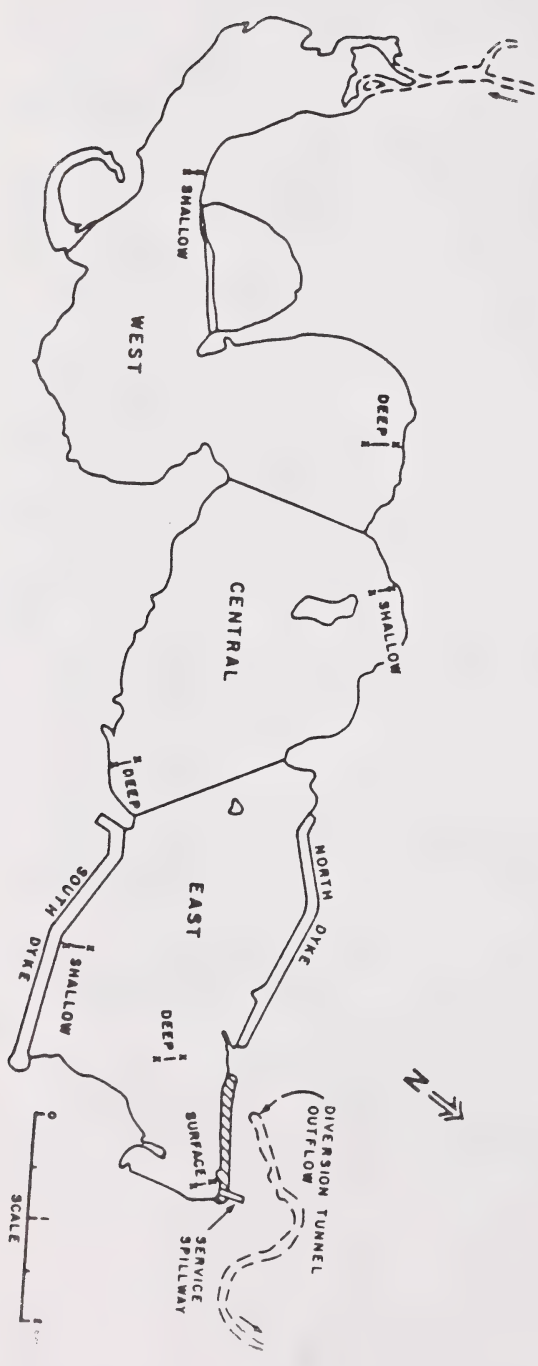 SHALLOW
WEST
DEEP
SHALLOW
CENTRAL
DEEP
NORTH DYKE
EAST
SOUTH DYKE
SHALLOW
DEEP
SURFACE
N
DIVERSION TUNNEL
OUTFLOW
SERVICE
SPILLWAY
0
1
SCALE